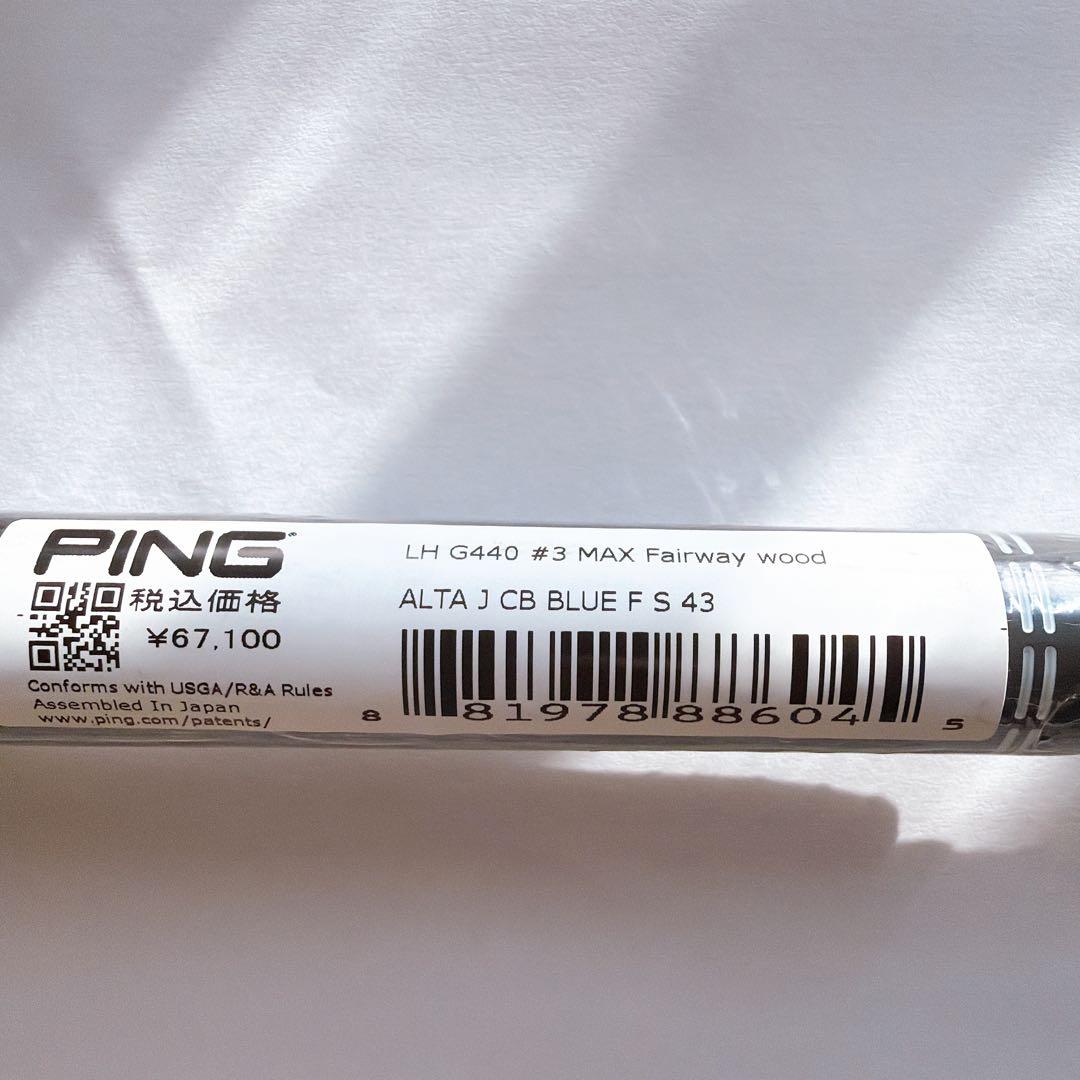 PING
税込価格
¥67,100
Conforms with USGA/R&A Rules
Assembled In Japan
www.ping.com/patents/
LH G440 #3 MAX Fairway wood
ALTA J CB BLUE F S 43
8 81978 88604 5